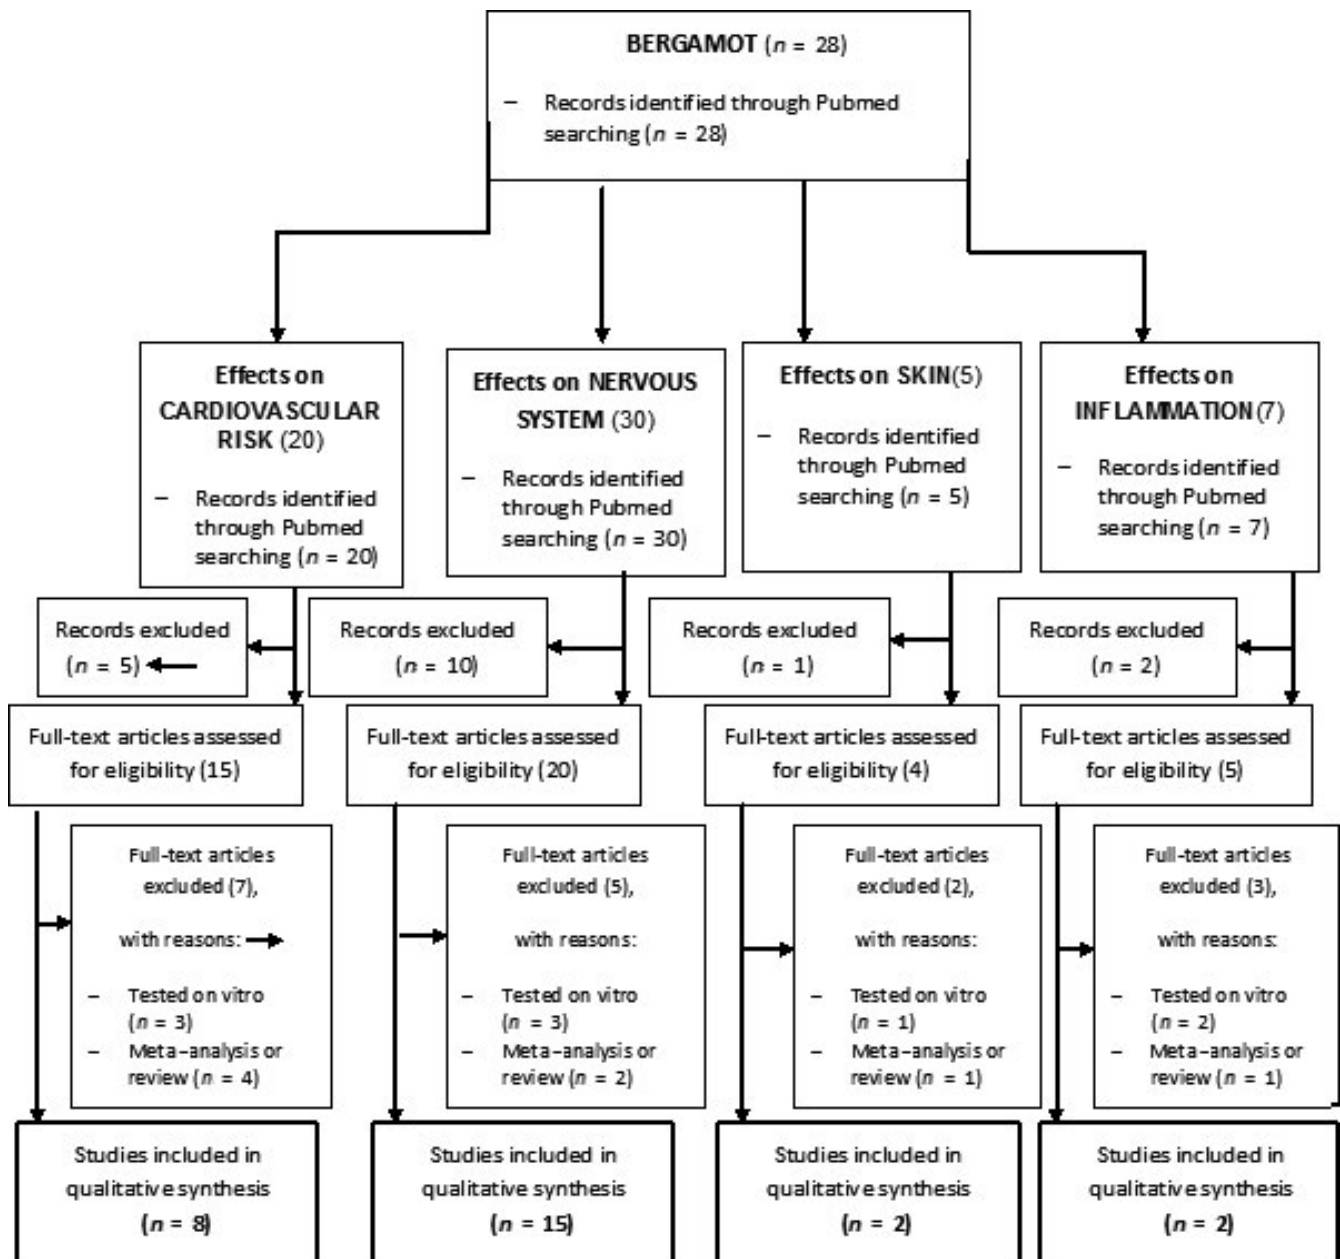 BERGAMOT (n = 28)
– Records identified through Pubmed
searching (n = 28)
Effects on
CARDIOVASCULAR
RISK (20)
– Records identified
through Pubmed
searching (n = 20)
Effects on NERVOUS
SYSTEM (30)
– Records identified
through Pubmed
searching (n = 30)
Effects on SKIN(5)
– Records identified
through Pubmed
searching (n = 5)
Effects on
INFLAMMATION(7)
– Records identified
through Pubmed
searching (n = 7)
Records excluded
(n = 5)
Records excluded
(n = 10)
Records excluded
(n = 1)
Records excluded
(n = 2)
Full-text articles assessed
for eligibility (15)
Full-text articles assessed
for eligibility (20)
Full-text articles assessed
for eligibility (4)
Full-text articles assessed
for eligibility (5)
Full-text articles
excluded (7),
with reasons:
– Tested on vitro
(n = 3)
– Meta-analysis or
review (n = 4)
Full-text articles
excluded (5),
with reasons:
– Tested on vitro
(n = 3)
– Meta-analysis or
review (n = 2)
Full-text articles
excluded (2),
with reasons:
– Tested on vitro
(n = 1)
– Meta-analysis or
review (n = 1)
Full-text articles
excluded (3),
with reasons:
– Tested on vitro
(n = 2)
– Meta-analysis or
review (n = 1)
Studies included in
qualitative synthesis
(n = 8)
Studies included in
qualitative synthesis
(n = 15)
Studies included in
qualitative synthesis
(n = 2)
Studies included in
qualitative synthesis
(n = 2)